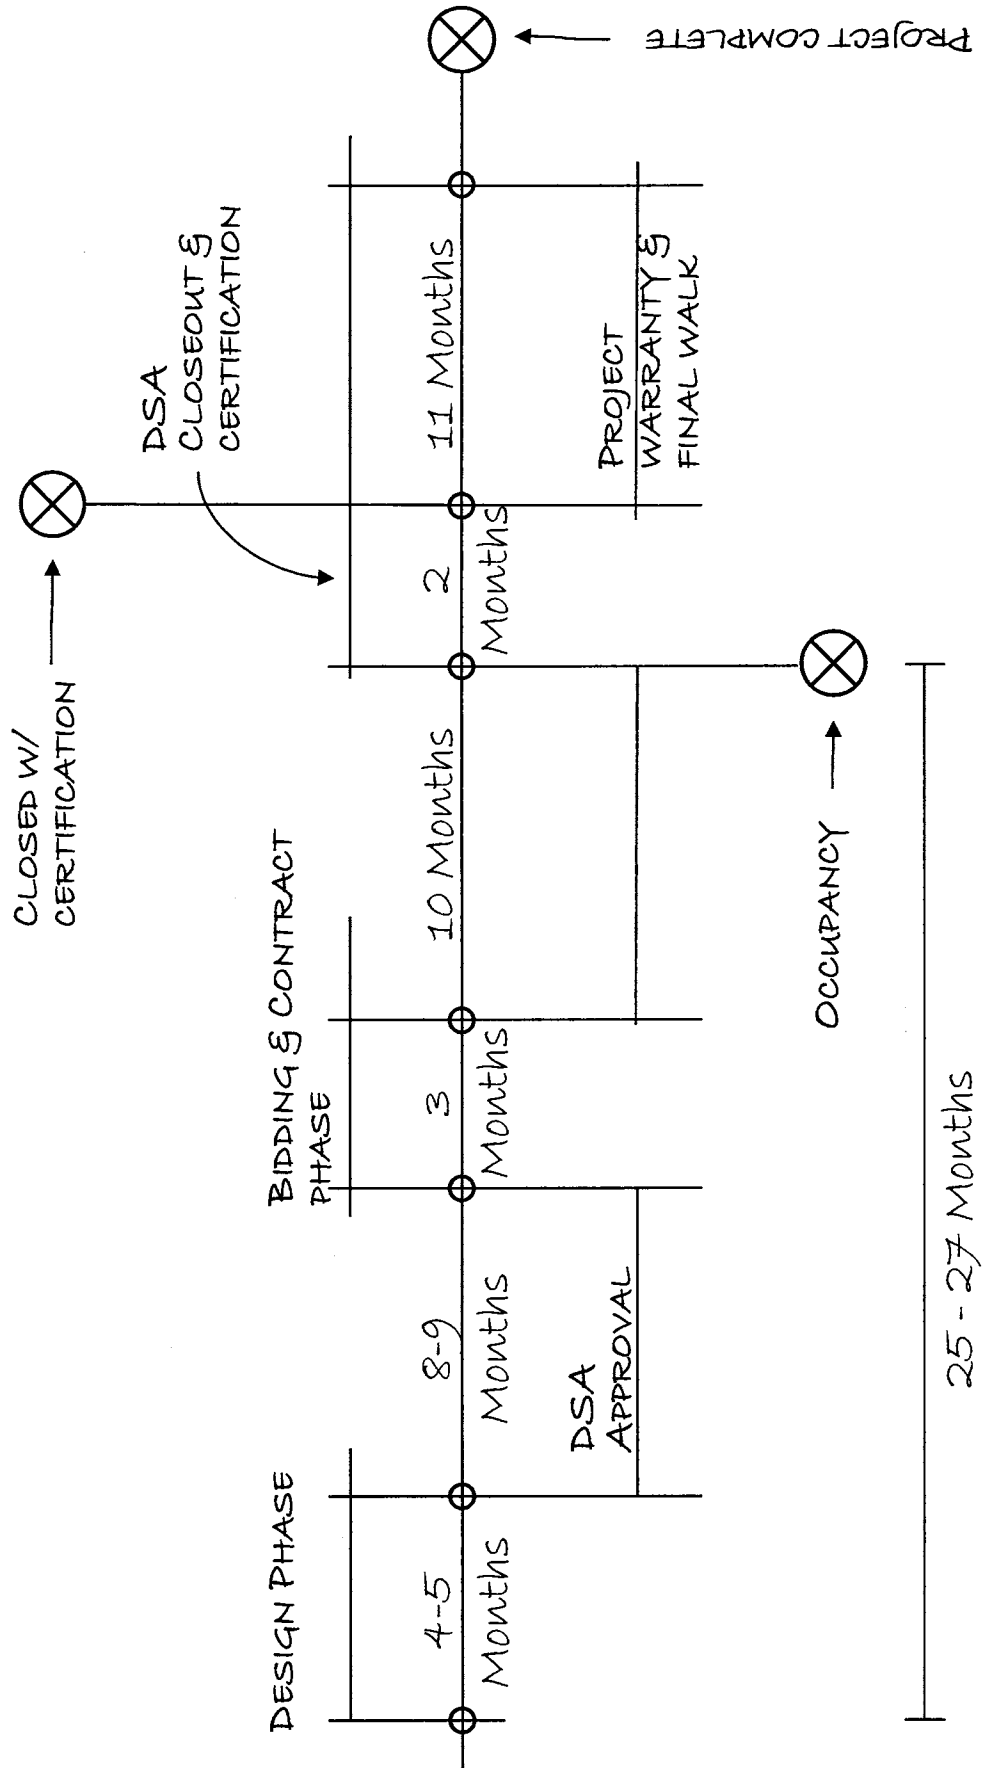 CLOSED W/
CERTIFICATION
DSA
CLOSEOUT &
CERTIFICATION
DESIGN PHASE
BIDDING & CONTRACT
PHASE
4-5
Months
8-9
Months
3
Months
10 Months
2
Months
11 Months
DSA
APPROVAL
PROJECT
WARRANTY &
FINAL WALK
PROJECT COMPLETE
OCCUPANCY
25 - 27 Months